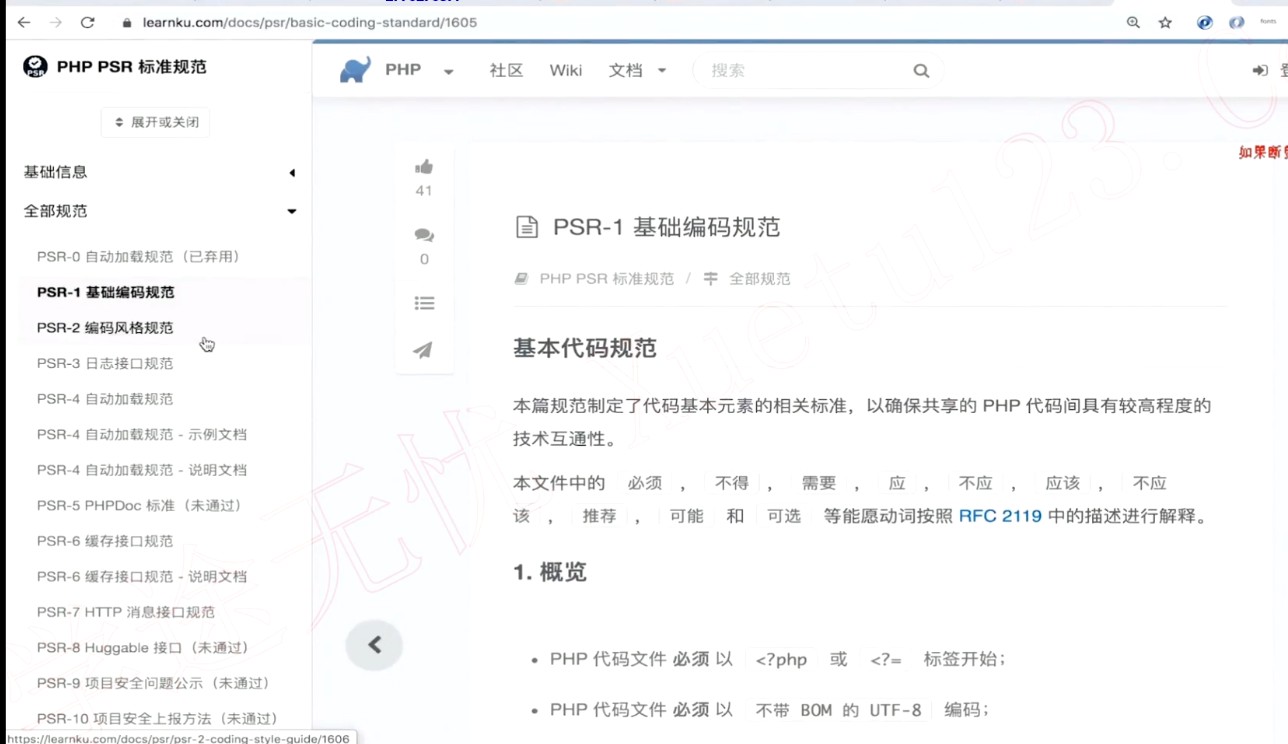 learnku.com/docs/psr/basic-coding-standard/1605
PHP PSR 标准规范
PHP
社区
Wiki
文档
搜索
展开或关闭
基础信息
全部规范
PSR-0 自动加载规范（已弃用）
PSR-1 基础编码规范
PSR-2 编码风格规范
PSR-3 日志接口规范
PSR-4 自动加载规范
PSR-4 自动加载规范 - 示例文档
PSR-4 自动加载规范 - 说明文档
PSR-5 PHPDoc 标准（未通过）
PSR-6 缓存接口规范
PSR-6 缓存接口规范 - 说明文档
PSR-7 HTTP 消息接口规范
PSR-8 Huggable 接口（未通过）
PSR-9 项目安全问题公示（未通过）
PSR-10 项目安全上报方法（未通过）
https://learnku.com/docs/psr/psr-2-coding-style-guide/1606
41
0
如果断
PSR-1 基础编码规范
PHP PSR 标准规范 / 全部规范
基本代码规范
本篇规范制定了代码基本元素的相关标准，以确保共享的 PHP 代码间具有较高程度的
技术互通性。
本文件中的 必须 ， 不得 ， 需要 ， 应 ， 不应 ， 应该 ， 不应
该 ， 推荐 ， 可能 和 可选 等能愿动词按照 RFC 2119 中的描述进行解释。
1. 概览
• PHP 代码文件 必须 以 <?php 或 <?= 标签开始；
• PHP 代码文件 必须 以 不带 BOM 的 UTF-8 编码；